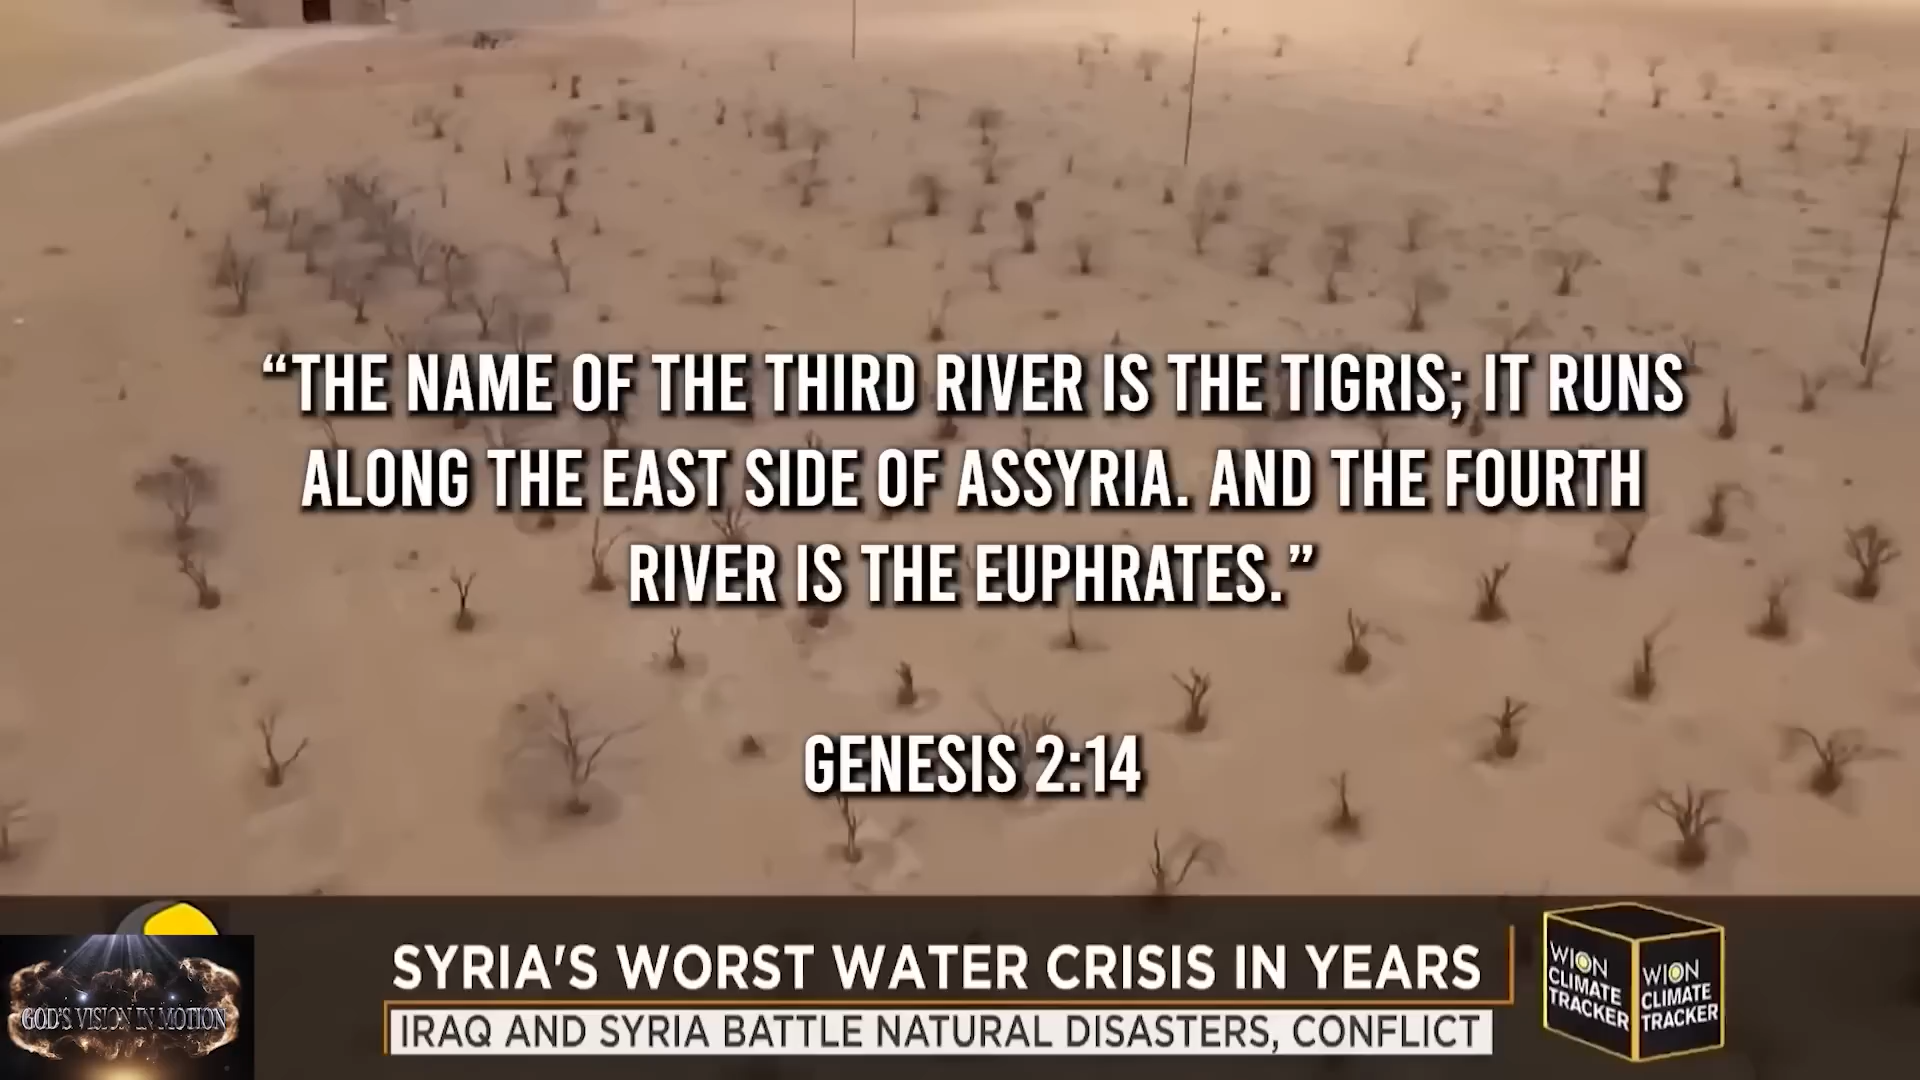 “THE NAME OF THE THIRD RIVER IS THE TIGRIS; IT RUNS
ALONG THE EAST SIDE OF ASSYRIA. AND THE FOURTH
RIVER IS THE EUPHRATES.”
GENESIS 2:14
SYRIA'S WORST WATER CRISIS IN YEARS
IRAQ AND SYRIA BATTLE NATURAL DISASTERS, CONFLICT
WION
CLIMATE
TRACKER
WION
CLIMATE
TRACKER
GOD'S VISION IN MOTION